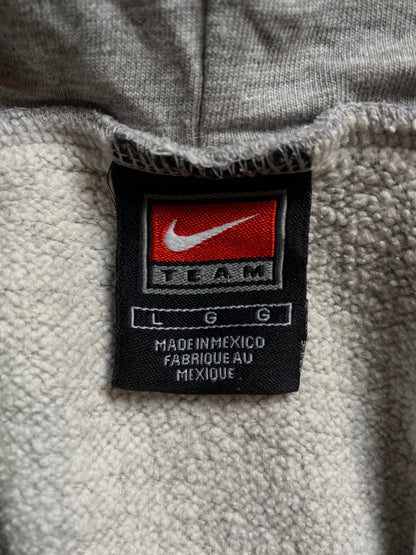 TEAM
L G G
MADE IN MEXICO
FABRIQUE AU
MEXIQUE